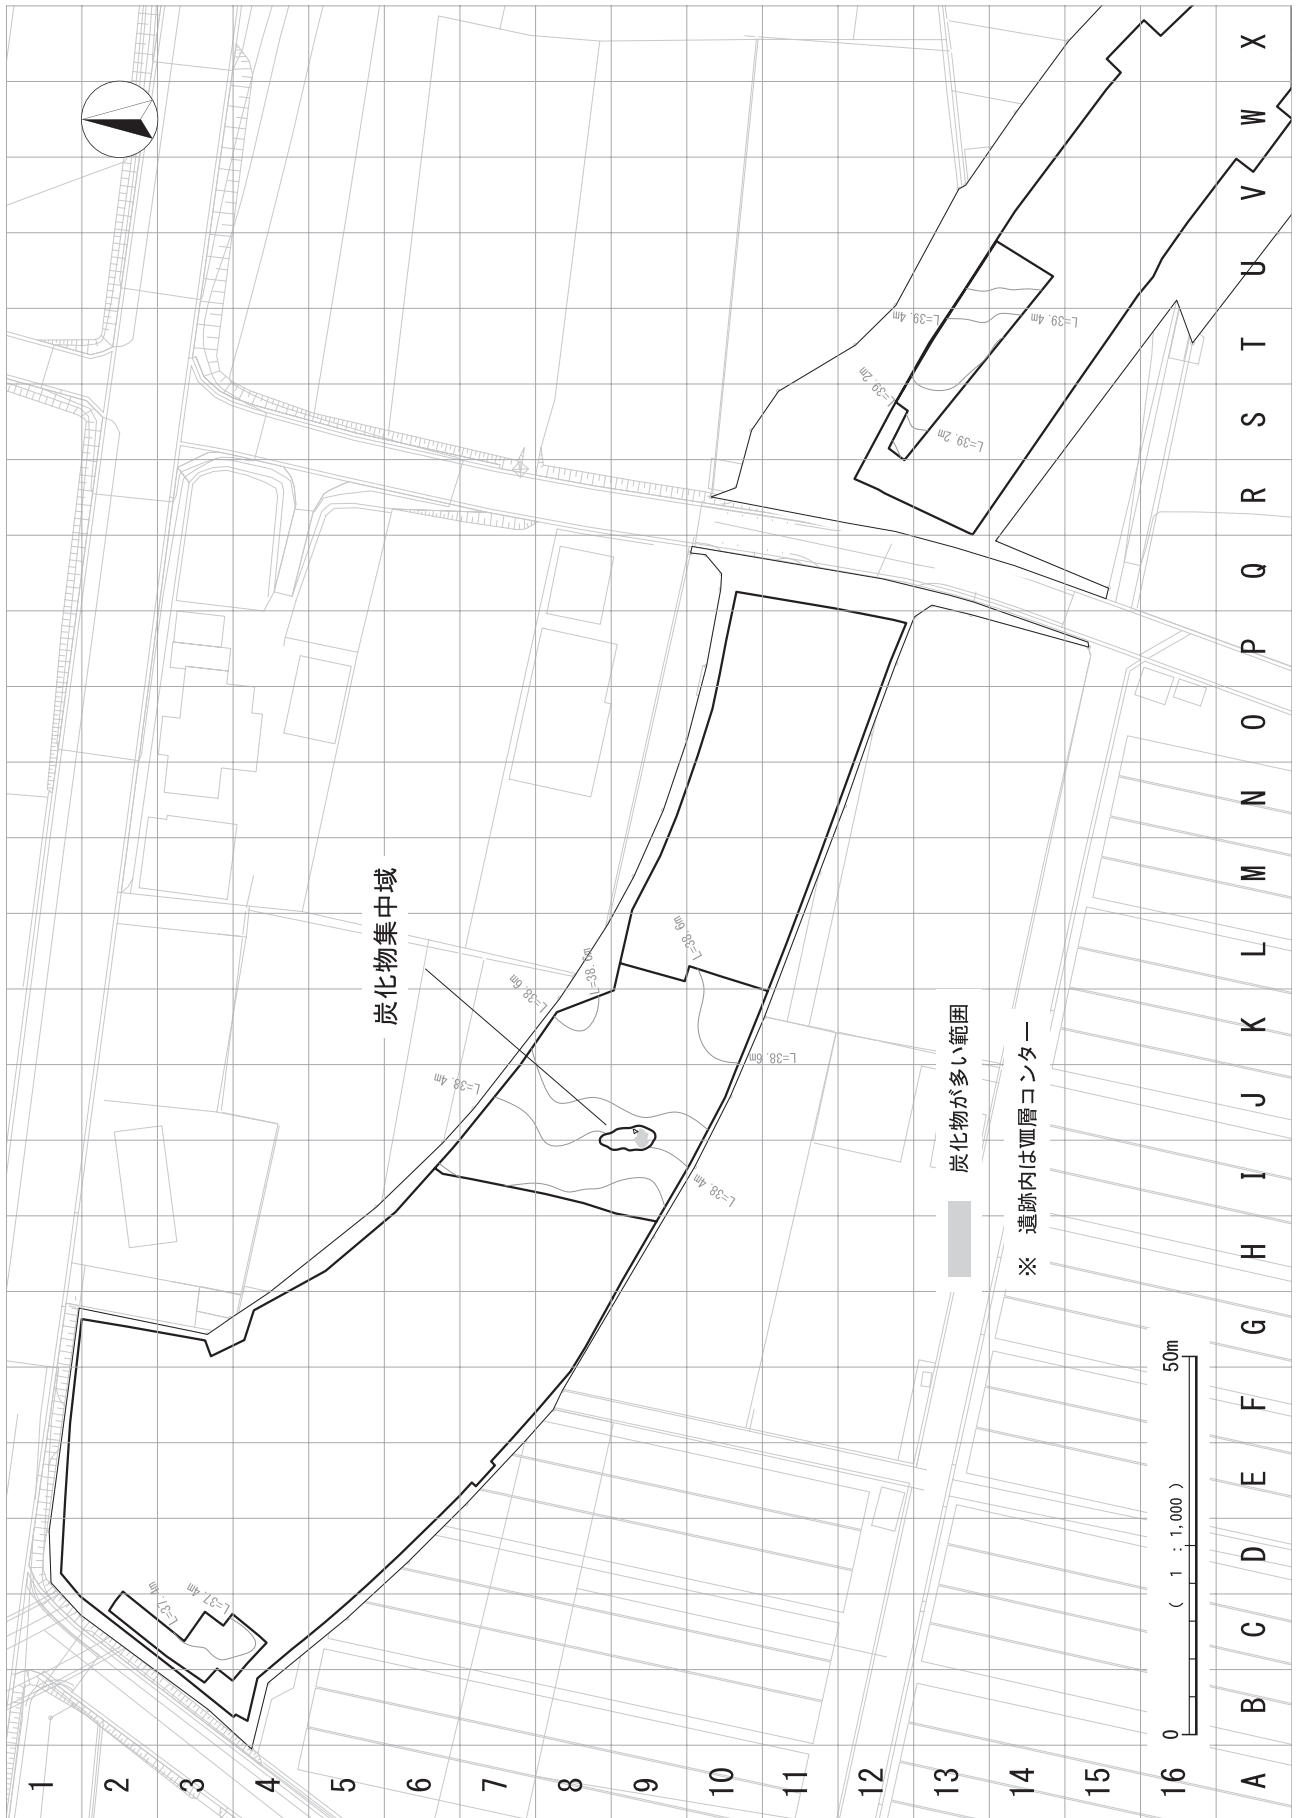 炭化物集中域
L=38.6m
L=38.6m
L=38.6m
L=38.6m
L=38.4m
L=38.4m
L=37.4m
L=37.4m
L=39.2m
L=39.2m
L=39.4m
L=39.4m
炭化物が多い範囲
※ 遺跡内はⅧ層コンター
0 ( 1 : 1,000 ) 50m
1
2
3
4
5
6
7
8
9
10
11
12
13
14
15
16
A B C D E F G H I J K L M N O P Q R S T U V W X